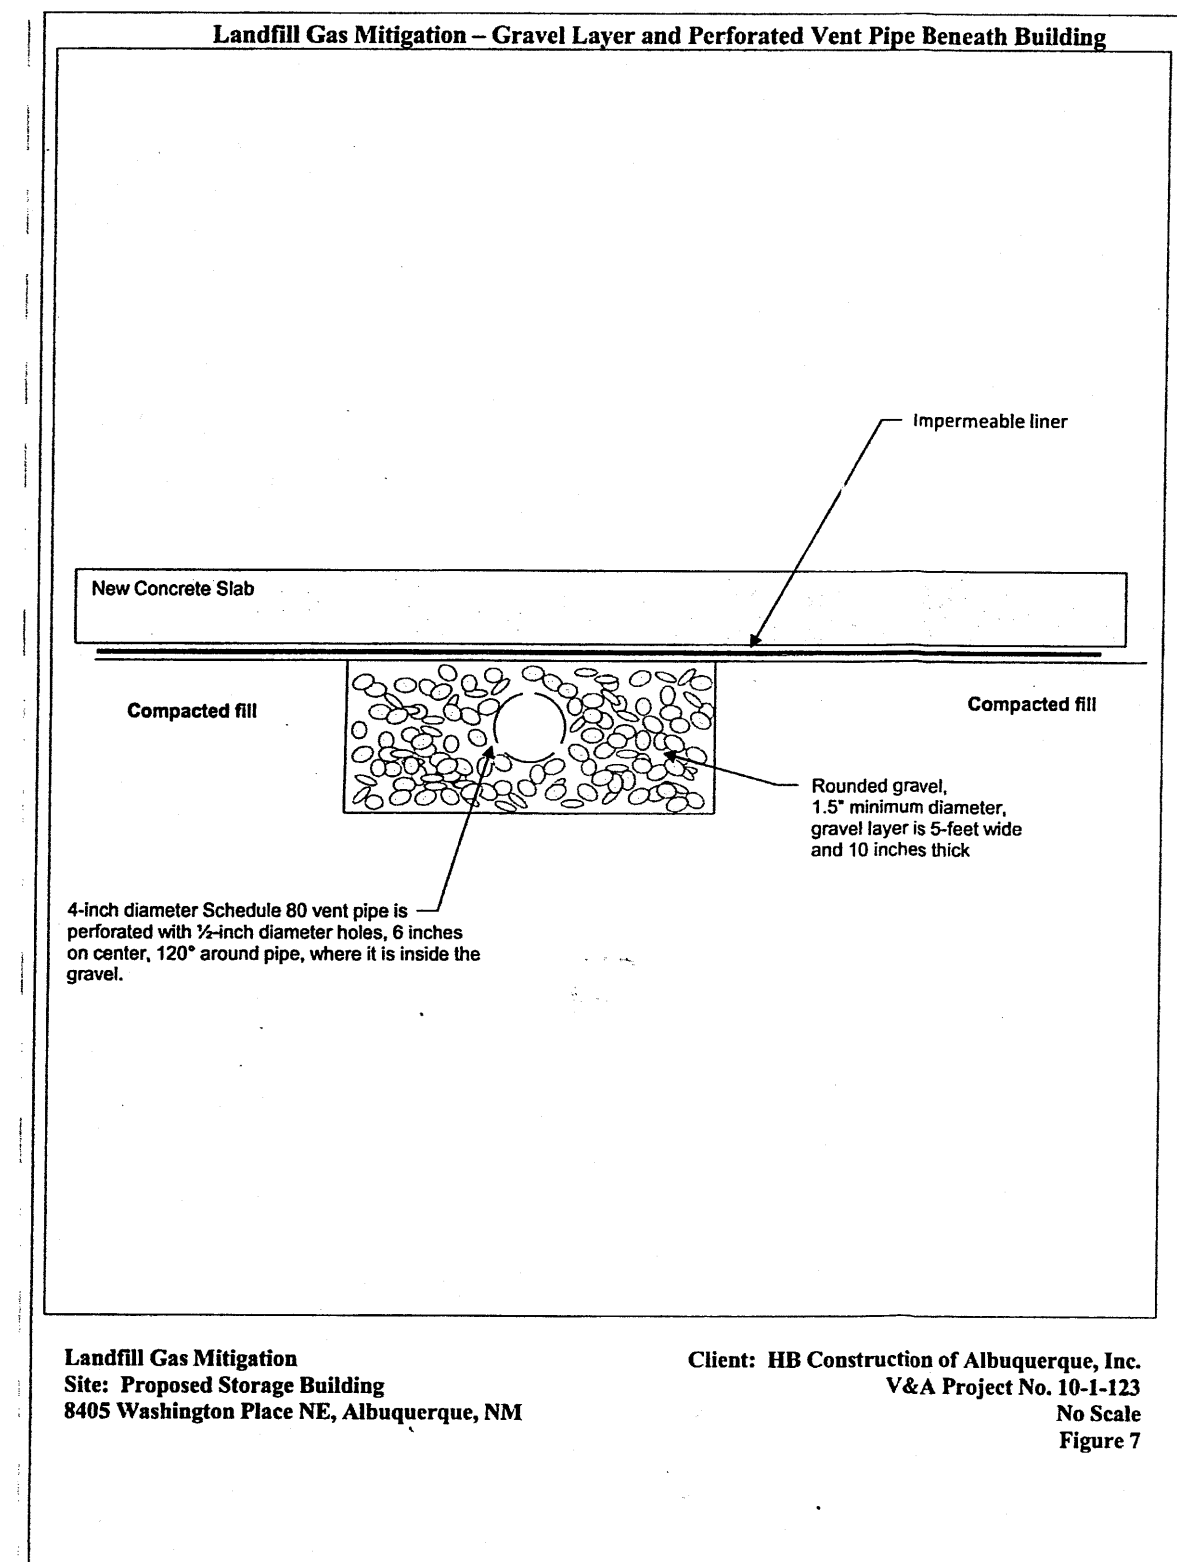 Landfill Gas Mitigation – Gravel Layer and Perforated Vent Pipe Beneath Building
Impermeable liner
New Concrete Slab
Compacted fill
Compacted fill
Rounded gravel,
1.5" minimum diameter,
gravel layer is 5-feet wide
and 10 inches thick
4-inch diameter Schedule 80 vent pipe is
perforated with ½-inch diameter holes, 6 inches
on center, 120° around pipe, where it is inside the
gravel.
Landfill Gas Mitigation
Site: Proposed Storage Building
8405 Washington Place NE, Albuquerque, NM
Client: HB Construction of Albuquerque, Inc.
V&A Project No. 10-1-123
No Scale
Figure 7